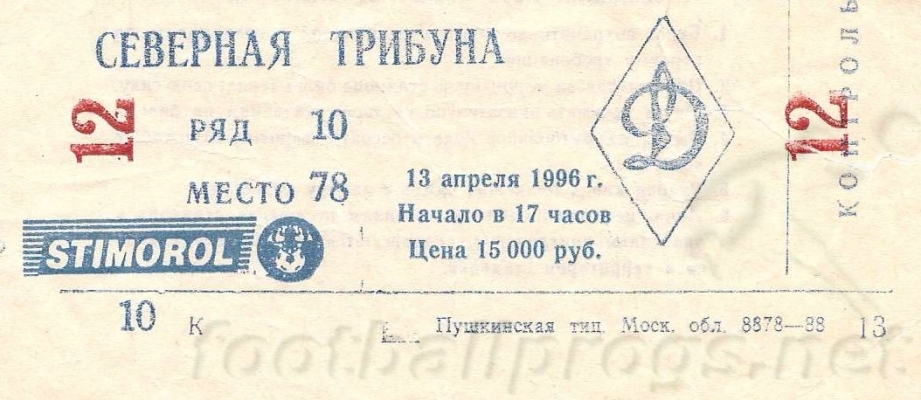 СЕВЕРНАЯ ТРИБУНА
12
РЯД 10
МЕСТО 78
13 апреля 1996 г.
Начало в 17 часов
Цена 15 000 руб.
Д
12
КОНТРОЛЬ
STIMOROL
10 К Пушкинская тип. Моск. обл. 8878—88 13
footballprogs.net